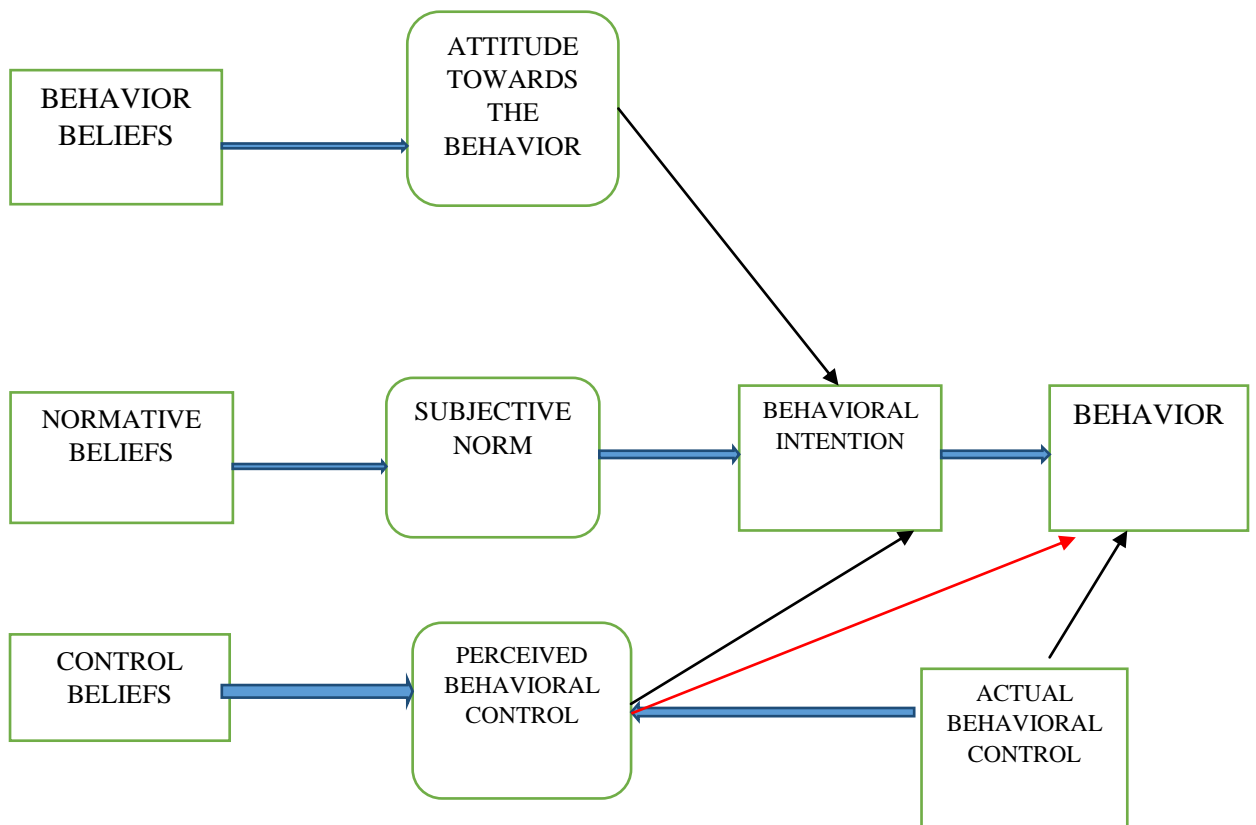 BEHAVIOR
BELIEFS
ATTITUDE
TOWARDS
THE
BEHAVIOR
NORMATIVE
BELIEFS
SUBJECTIVE
NORM
BEHAVIORAL
INTENTION
BEHAVIOR
CONTROL
BELIEFS
PERCEIVED
BEHAVIORAL
CONTROL
ACTUAL
BEHAVIORAL
CONTROL